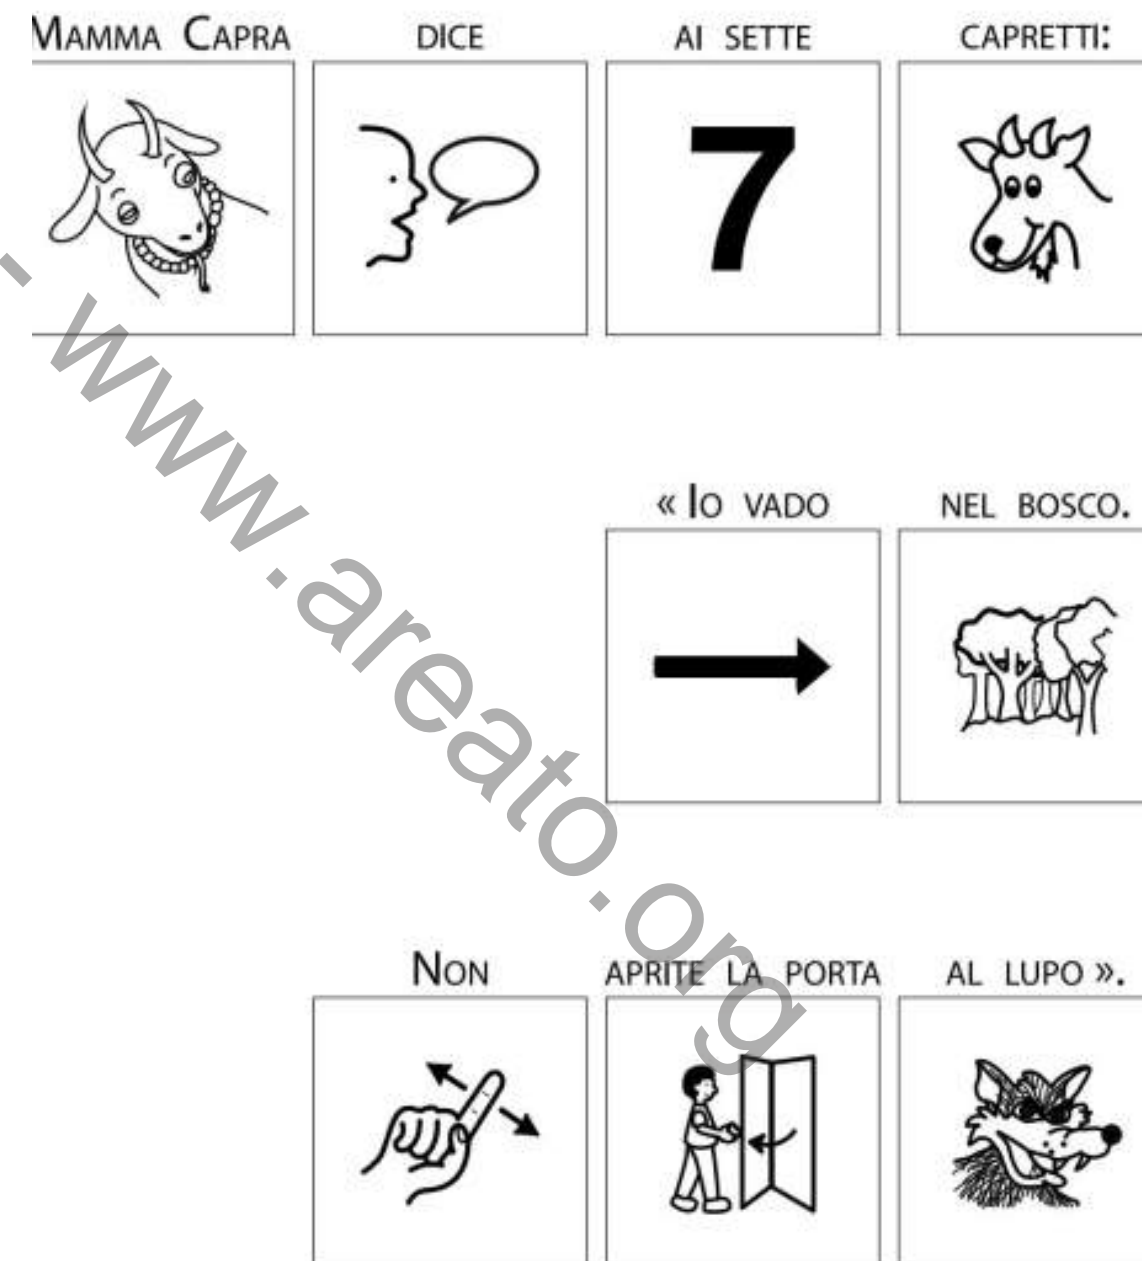 Mamma Capra dice ai sette capretti:
7
« Io vado nel bosco.
Non aprite la porta al lupo ».
- www.areato.org